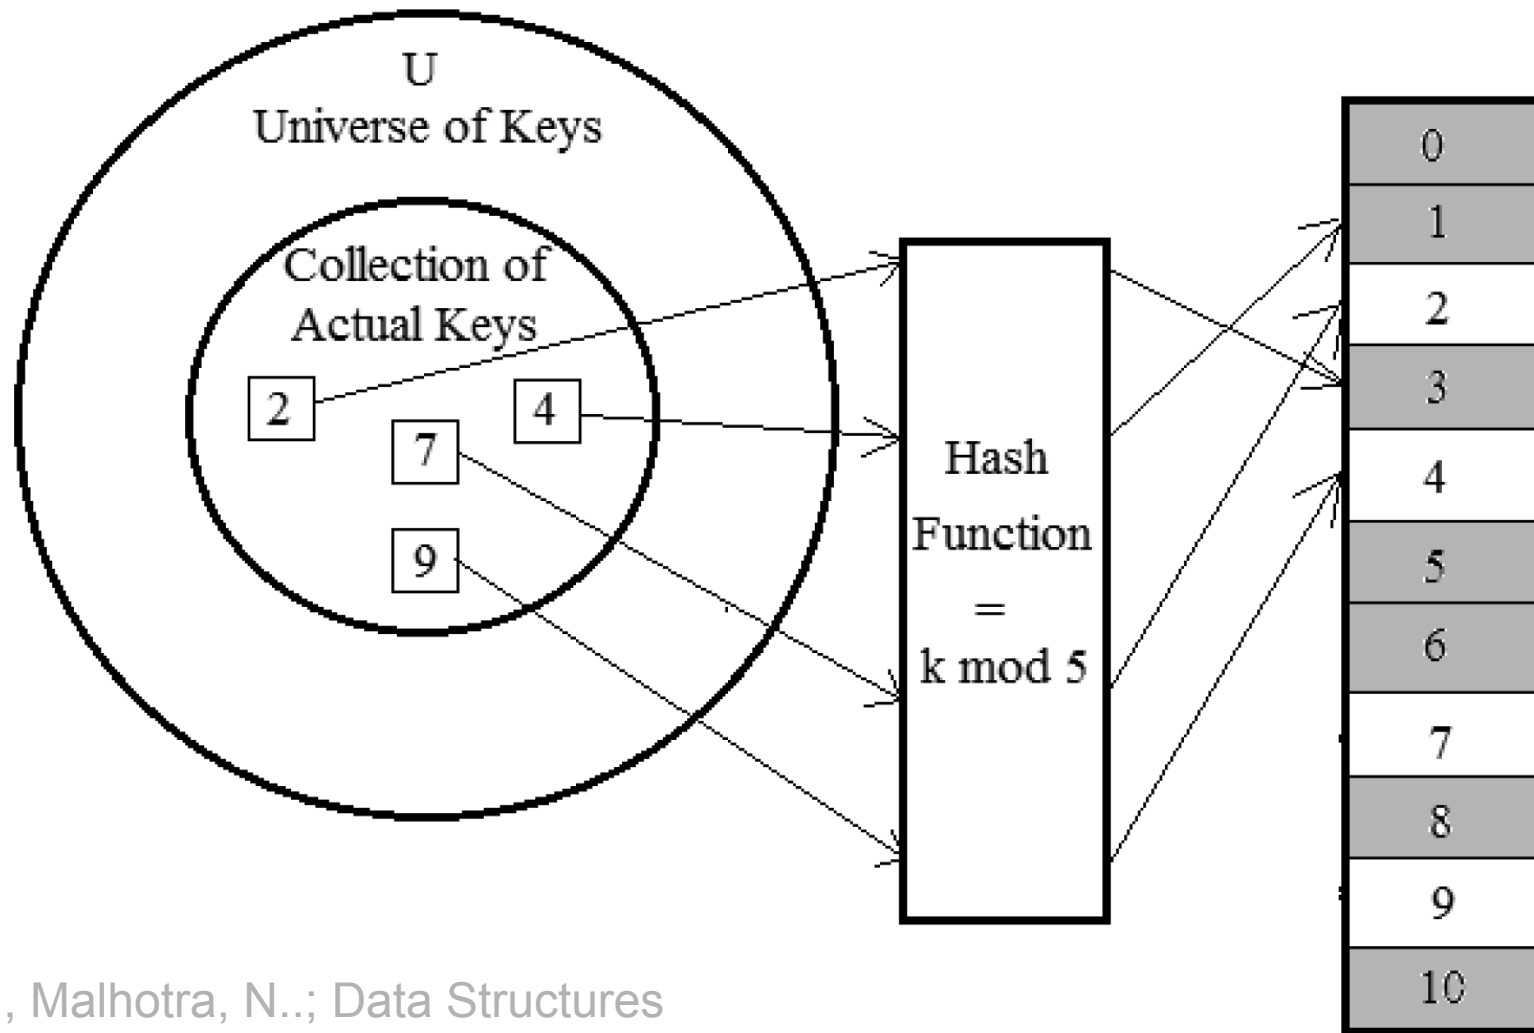 U
Universe of Keys
Collection of
Actual Keys
2
4
7
9
Hash
Function
=
k mod 5
0
1
2
3
4
5
6
7
8
9
10
, Malhotra, N..; Data Structures